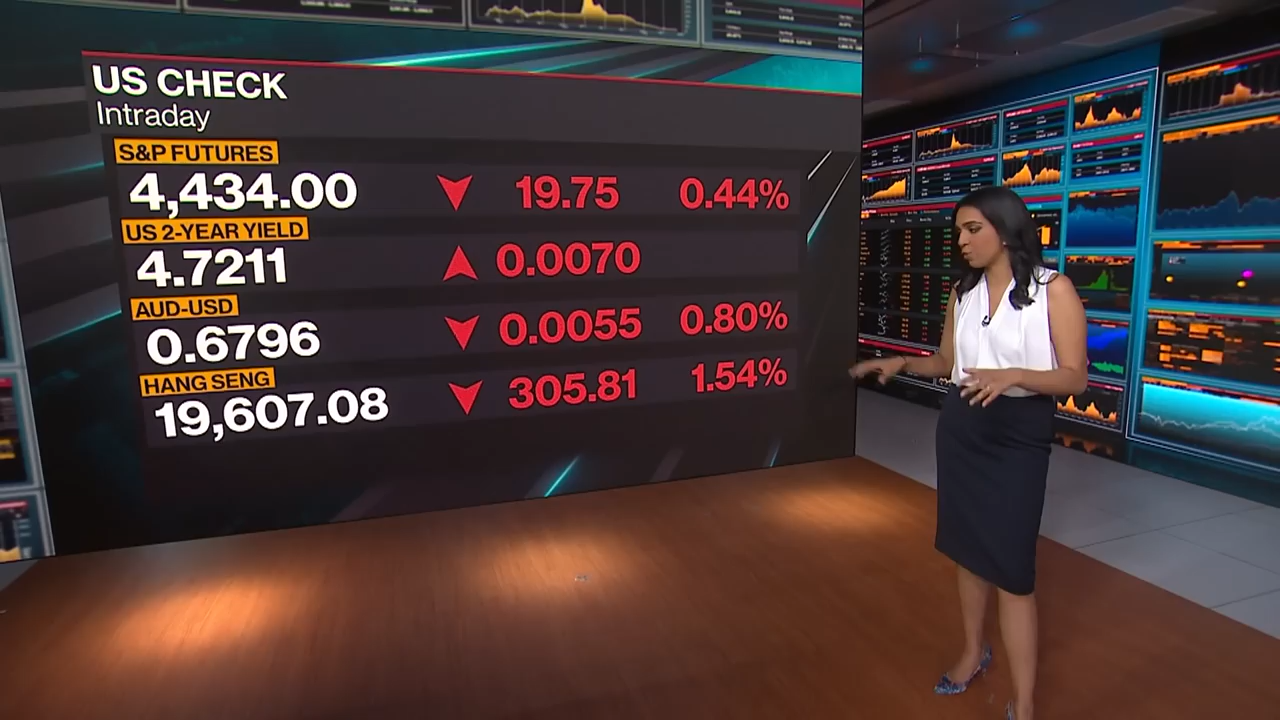 US CHECK
Intraday
S&P FUTURES
4,434.00 ▼ 19.75 0.44%
US 2-YEAR YIELD
4.7211 ▲ 0.0070
AUD-USD
0.6796 ▼ 0.0055 0.80%
HANG SENG
19,607.08 ▼ 305.81 1.54%